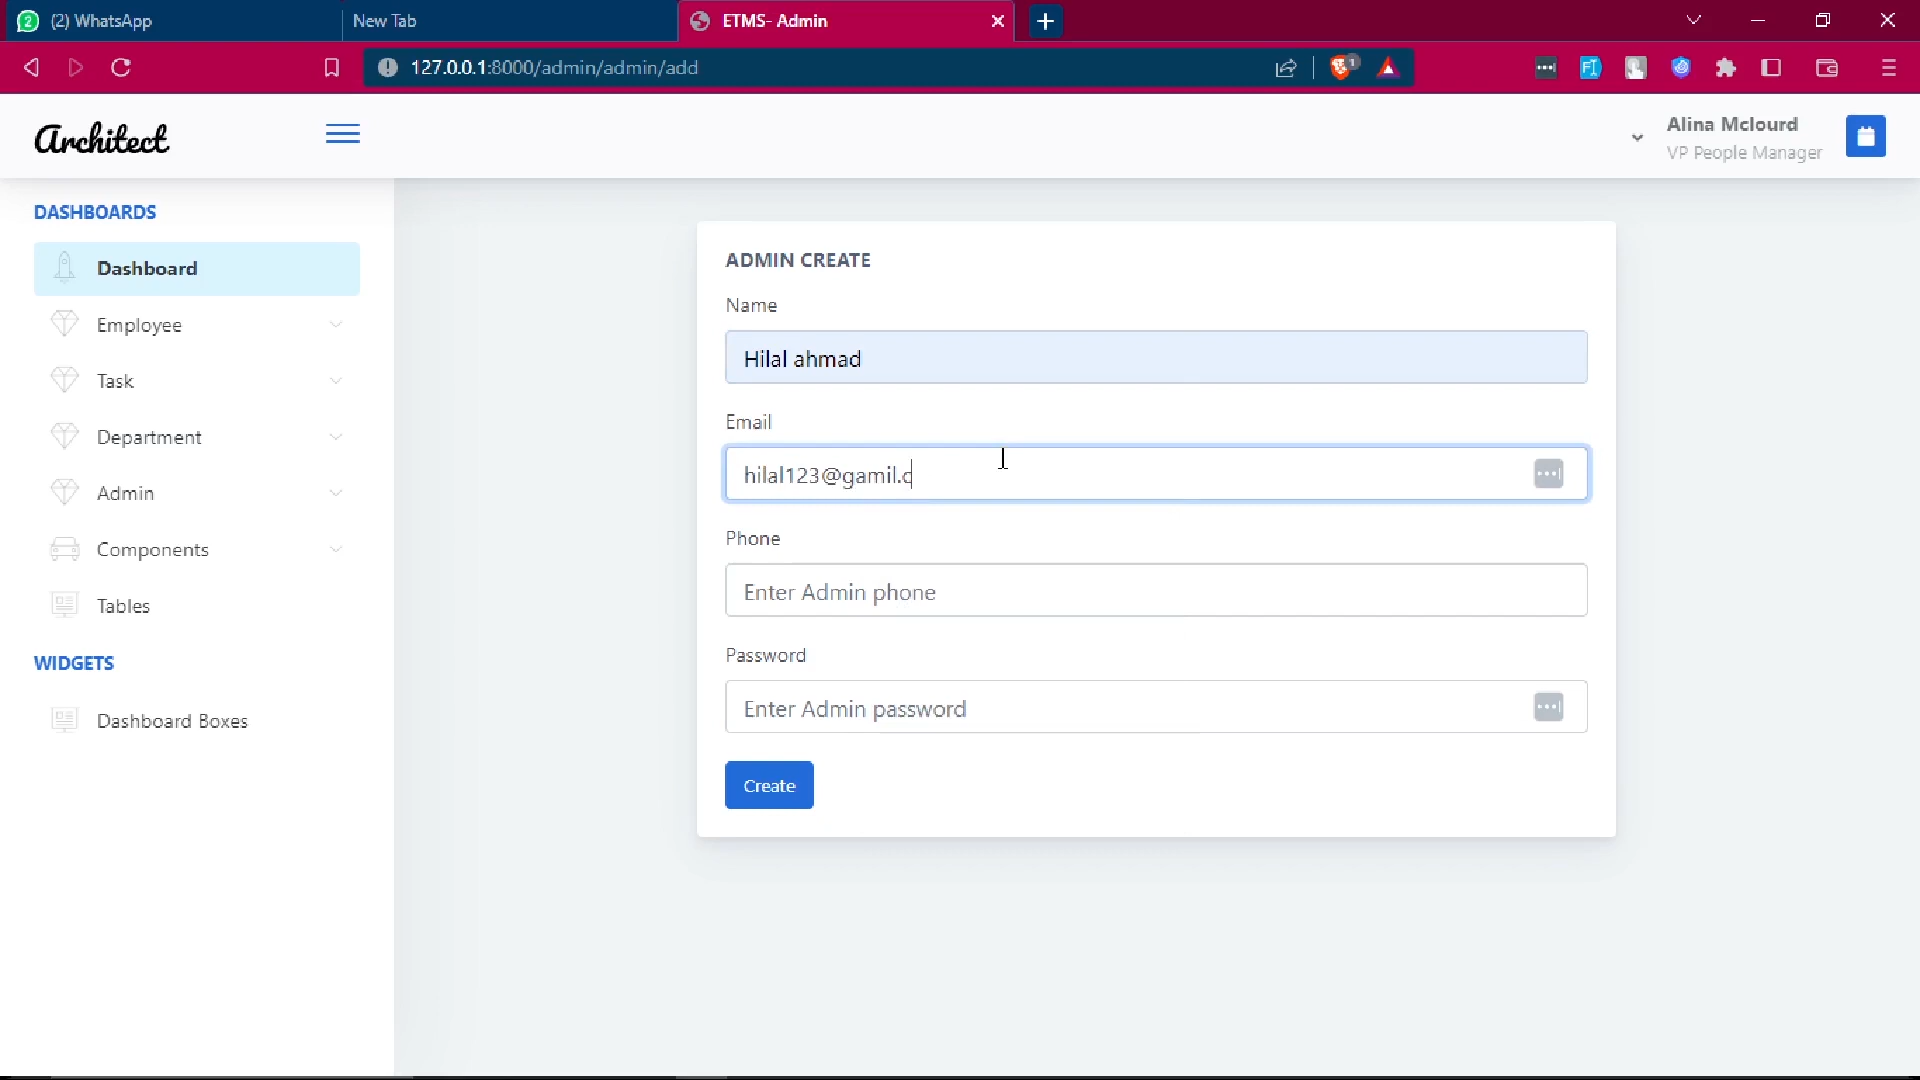 (2) WhatsApp
New Tab
ETMS- Admin
127.0.0.1:8000/admin/admin/add
Architect
Alina Mclourd
VP People Manager
DASHBOARDS
Dashboard
Employee
Task
Department
Admin
Components
Tables
WIDGETS
Dashboard Boxes
ADMIN CREATE
Name
Hilal ahmad
Email
hilal123@gamil.c
Phone
Enter Admin phone
Password
Enter Admin password
Create